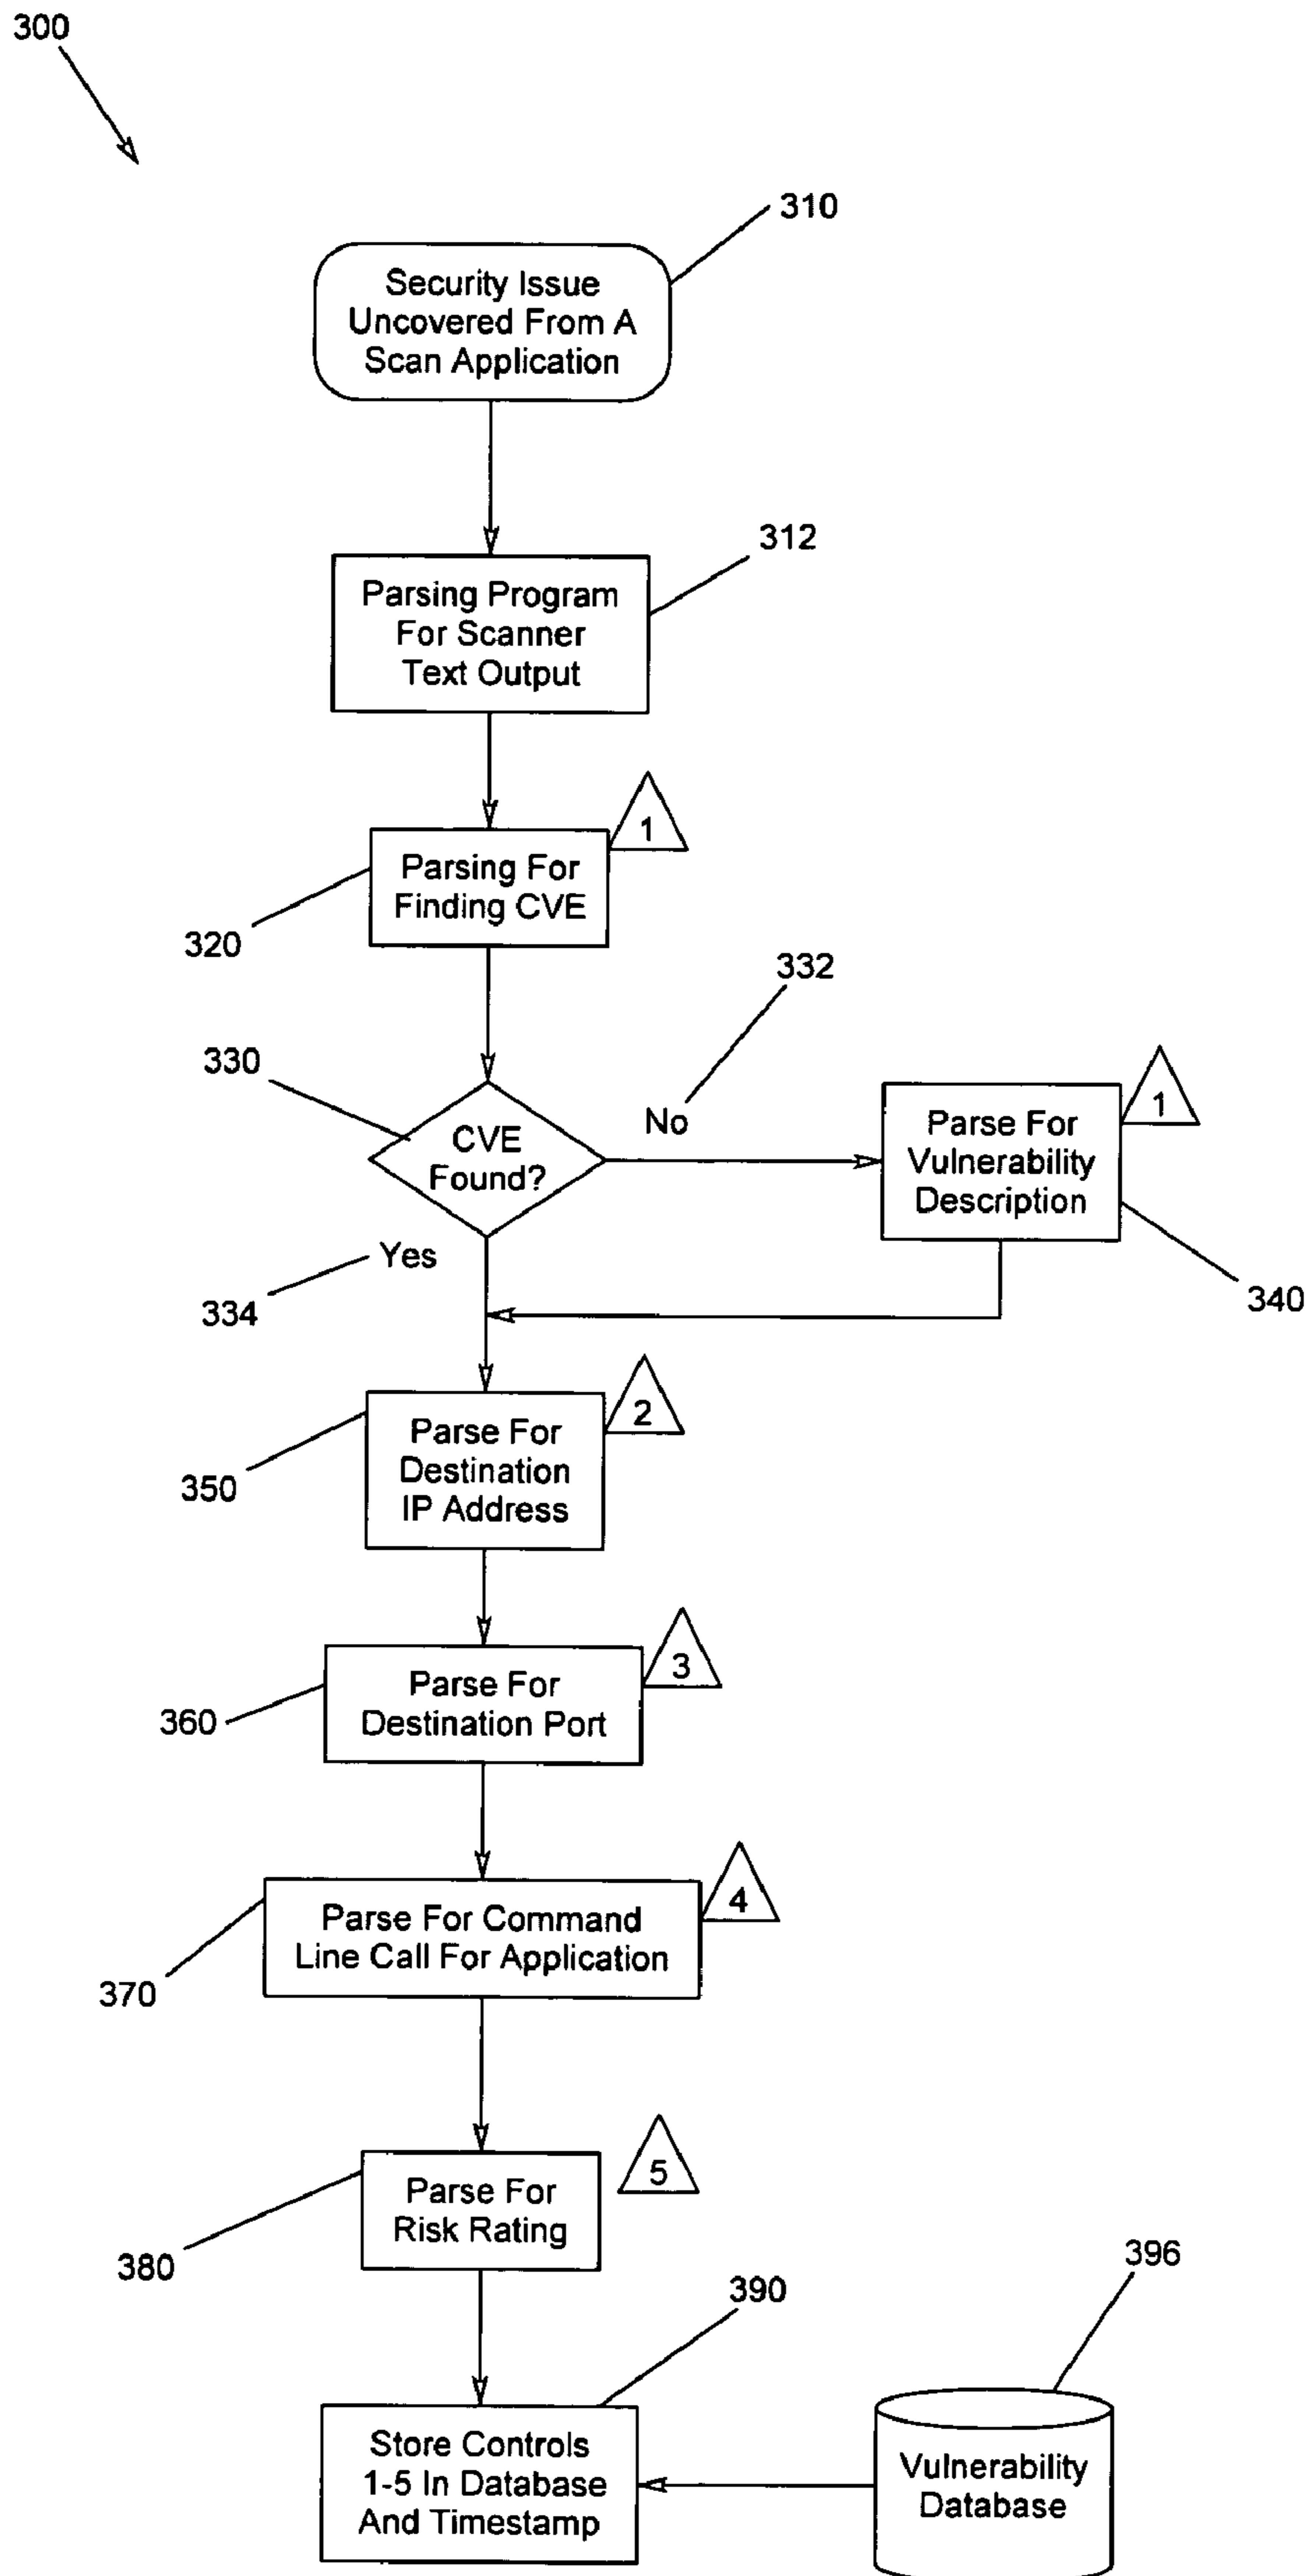 300
310
Security Issue
Uncovered From A
Scan Application
312
Parsing Program
For Scanner
Text Output
1
Parsing For
Finding CVE
320
332
330
No
CVE
Found?
1
Parse For
Vulnerability
Description
Yes
334
340
2
Parse For
Destination
IP Address
350
3
Parse For
Destination Port
360
4
Parse For Command
Line Call For Application
370
5
Parse For
Risk Rating
380
390
396
Store Controls
1-5 In Database
And Timestamp
Vulnerability
Database